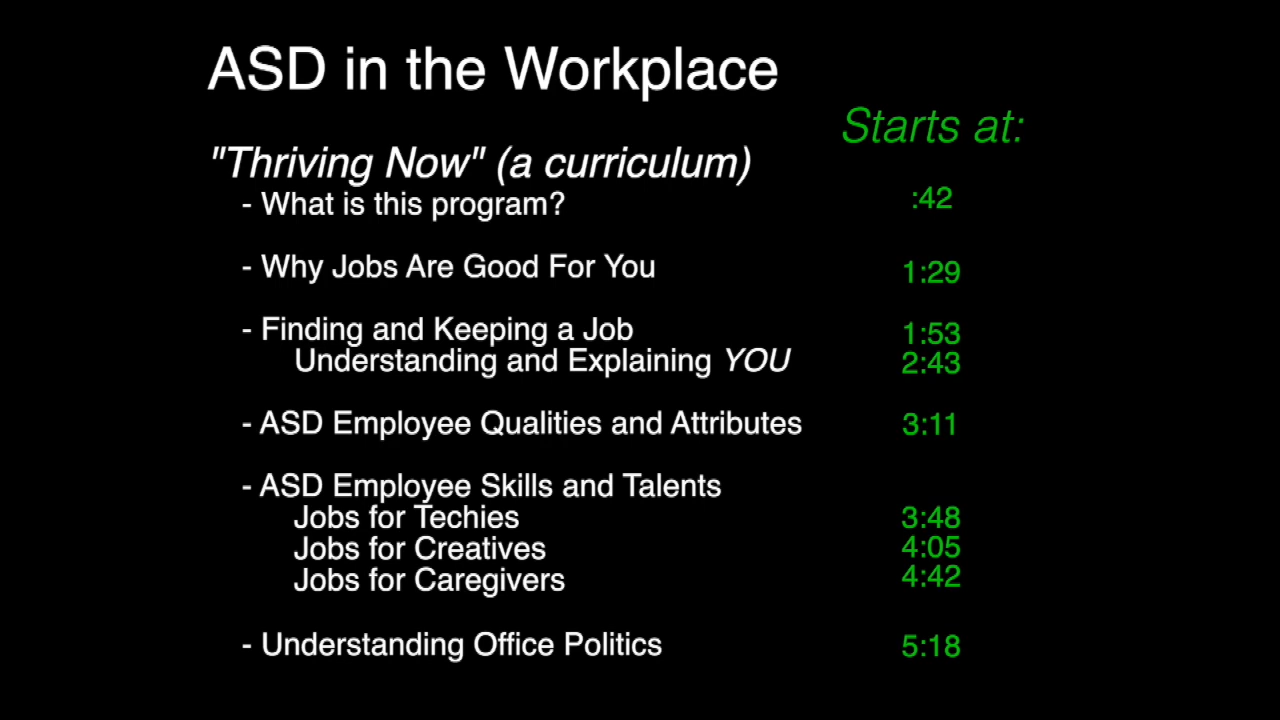 ASD in the Workplace
Starts at:
"Thriving Now" (a curriculum)
- What is this program? :42
- Why Jobs Are Good For You 1:29
- Finding and Keeping a Job 1:53
Understanding and Explaining YOU 2:43
- ASD Employee Qualities and Attributes 3:11
- ASD Employee Skills and Talents
Jobs for Techies 3:48
Jobs for Creatives 4:05
Jobs for Caregivers 4:42
- Understanding Office Politics 5:18